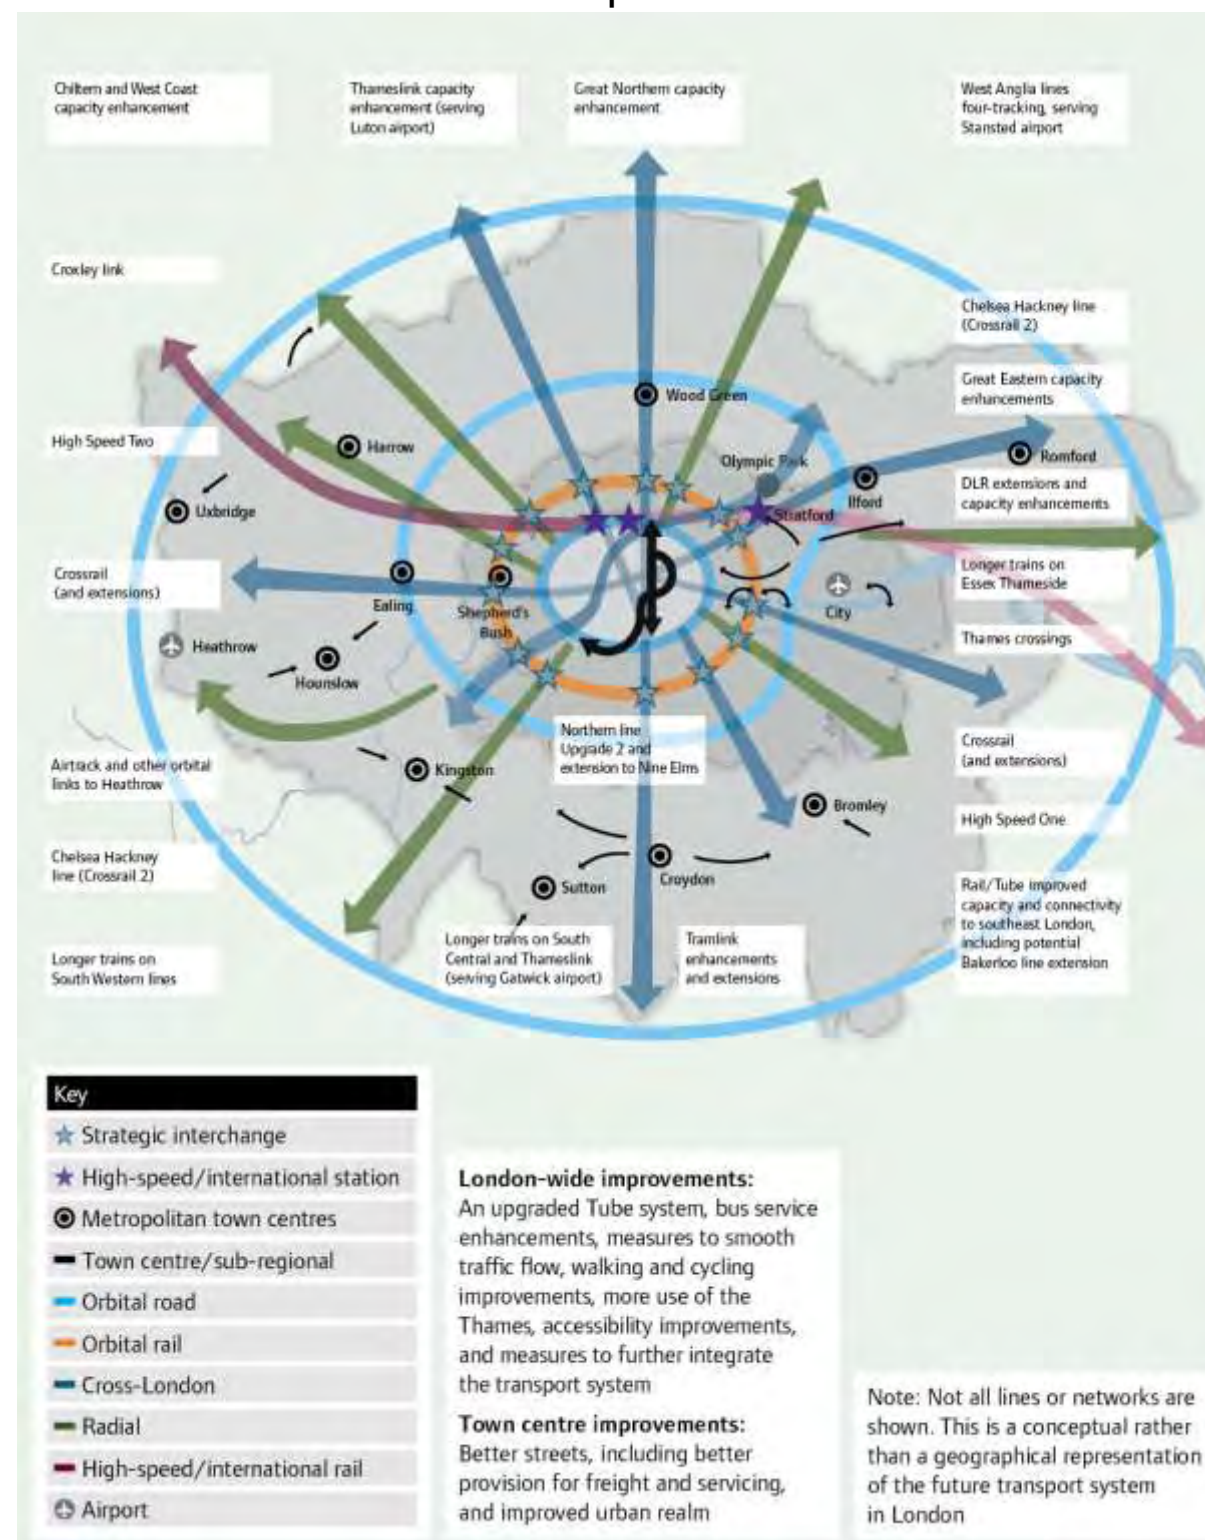 Chiltern and West Coast
capacity enhancement
Thameslink capacity
enhancement (serving
Luton airport)
Great Northern capacity
enhancement
West Anglia lines
four-tracking, serving
Stansted airport
Croxley link
Chelsea Hackney line
(Crossrail 2)
Great Eastern capacity
enhancements
Wood Green
High Speed Two
Harrow
Olympic Park
Romford
Ilford
DLR extensions and
capacity enhancements
Uxbridge
Stratford
Crossrail
(and extensions)
Longer trains on
Essex Thameside
Ealing
Shepherd's
Bush
City
Heathrow
Thames crossings
Hounslow
Northern line
Upgrade 2 and
extension to Nine Elms
Crossrail
(and extensions)
Airtrack and other orbital
links to Heathrow
Kingston
Bromley
High Speed One
Chelsea Hackney
line (Crossrail 2)
Croydon
Sutton
Rail/Tube improved
capacity and connectivity
to southeast London,
including potential
Bakerloo line extension
Longer trains on
South Western lines
Longer trains on South
Central and Thameslink
(serving Gatwick airport)
Tramlink
enhancements
and extensions
Key
Strategic interchange
High-speed/international station
Metropolitan town centres
Town centre/sub-regional
Orbital road
Orbital rail
Cross-London
Radial
High-speed/international rail
Airport
London-wide improvements:
An upgraded Tube system, bus service
enhancements, measures to smooth
traffic flow, walking and cycling
improvements, more use of the
Thames, accessibility improvements,
and measures to further integrate
the transport system
Town centre improvements:
Better streets, including better
provision for freight and servicing,
and improved urban realm
Note: Not all lines or networks are
shown. This is a conceptual rather
than a geographical representation
of the future transport system
in London